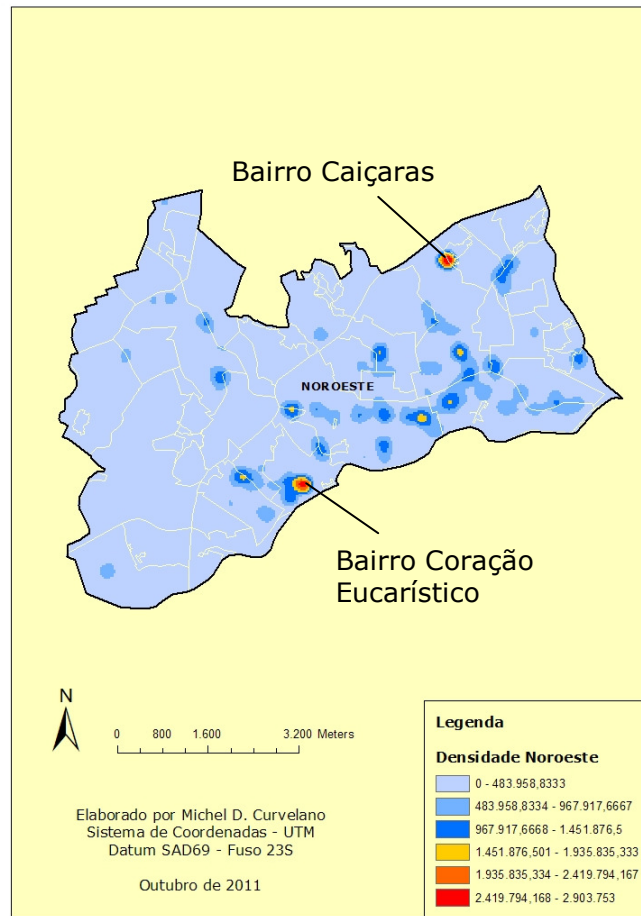 Bairro Caiçaras
NOROESTE
Bairro Coração
Eucarístico
N
0 800 1.600 3.200 Meters
Elaborado por Michel D. Curvelano
Sistema de Coordenadas - UTM
Datum SAD69 - Fuso 23S
Outubro de 2011
Legenda
Densidade Noroeste
0 - 483.958,8333
483.958,8334 - 967.917,6667
967.917,6668 - 1.451.876,5
1.451.876,501 - 1.935.835,333
1.935.835,334 - 2.419.794,167
2.419.794,168 - 2.903.753